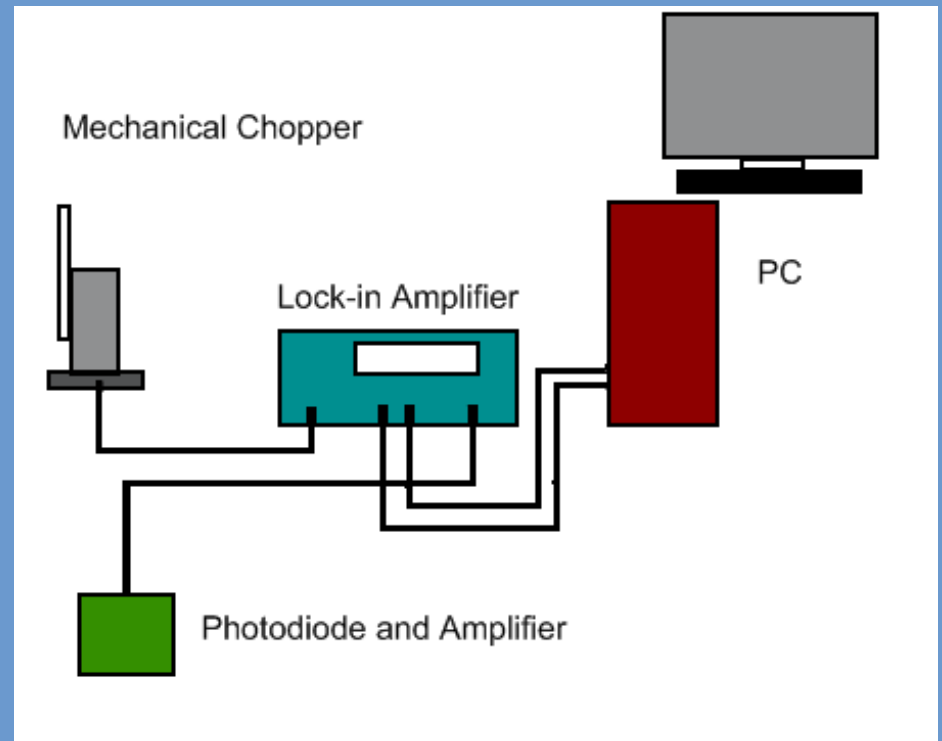 Mechanical Chopper
PC
Lock-in Amplifier
Photodiode and Amplifier